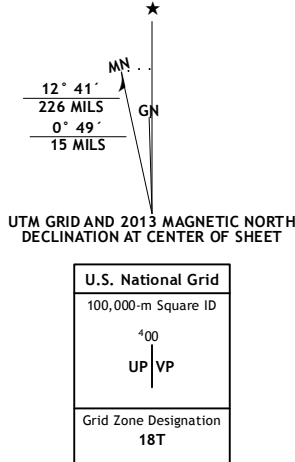 ★
MN
12° 41´
226 MILS
GN
0° 49´
15 MILS
UTM GRID AND 2013 MAGNETIC NORTH
DECLINATION AT CENTER OF SHEET
U.S. National Grid
100,000-m Square ID
⁴00
UP VP
Grid Zone Designation
18T